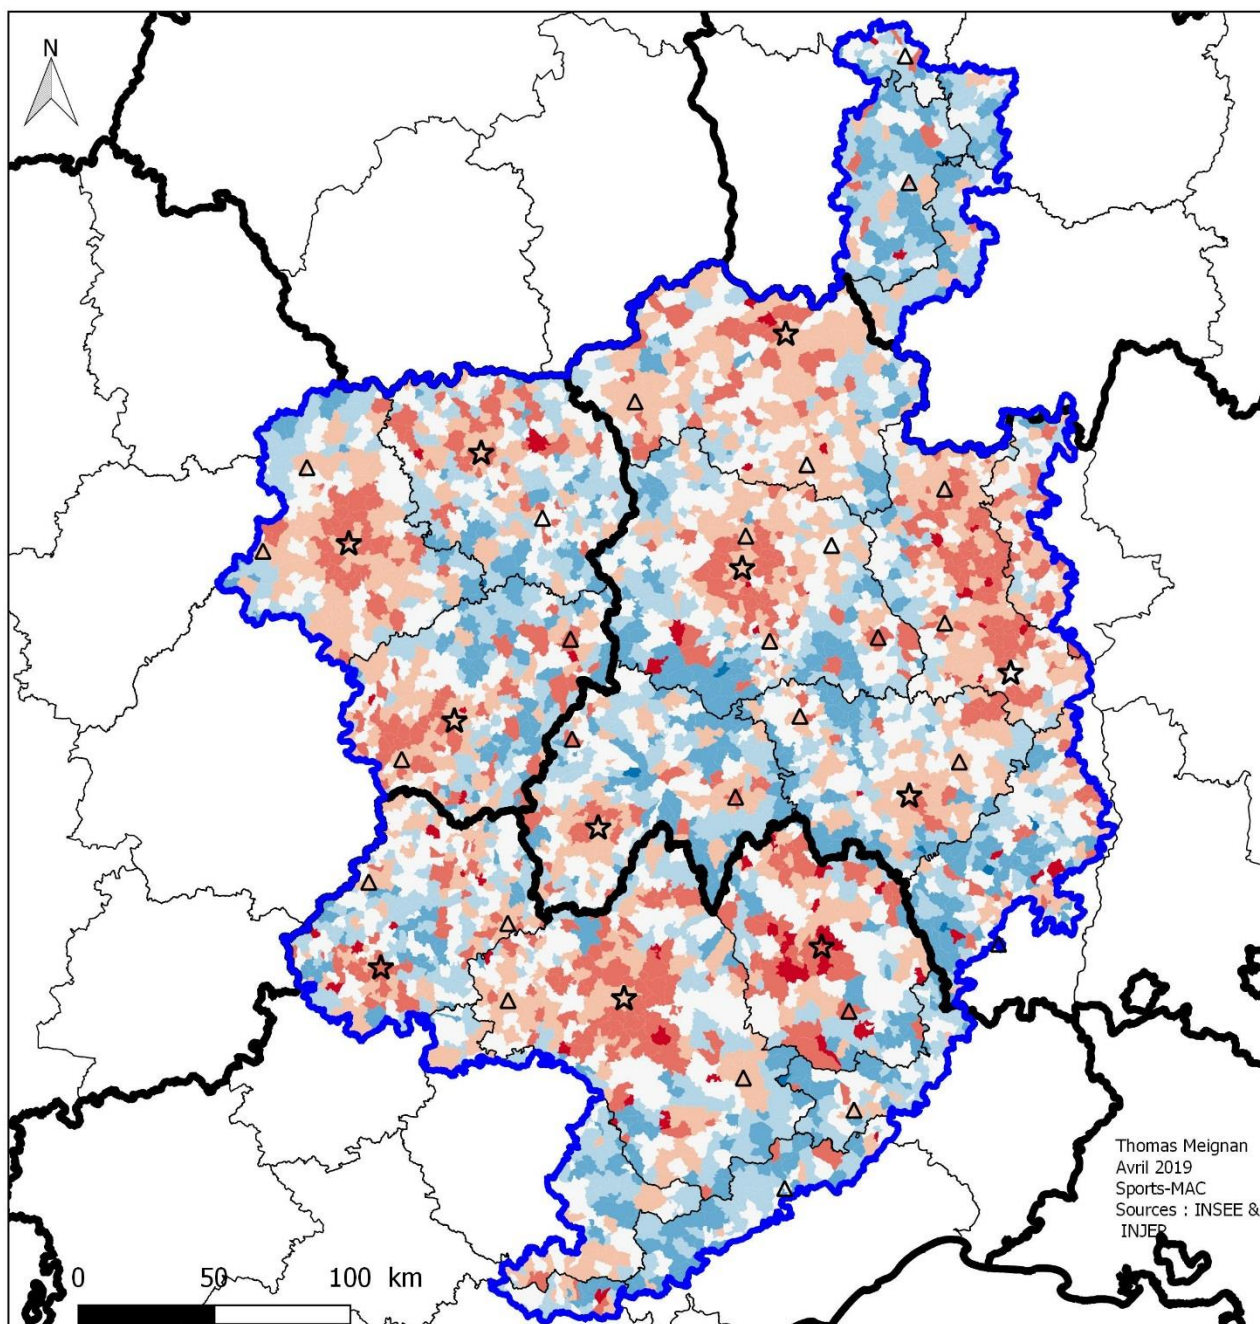 N
Thomas Meignan
Avril 2019
Sports-MAC
Sources : INSEE &
INJEP
0 50 100 km